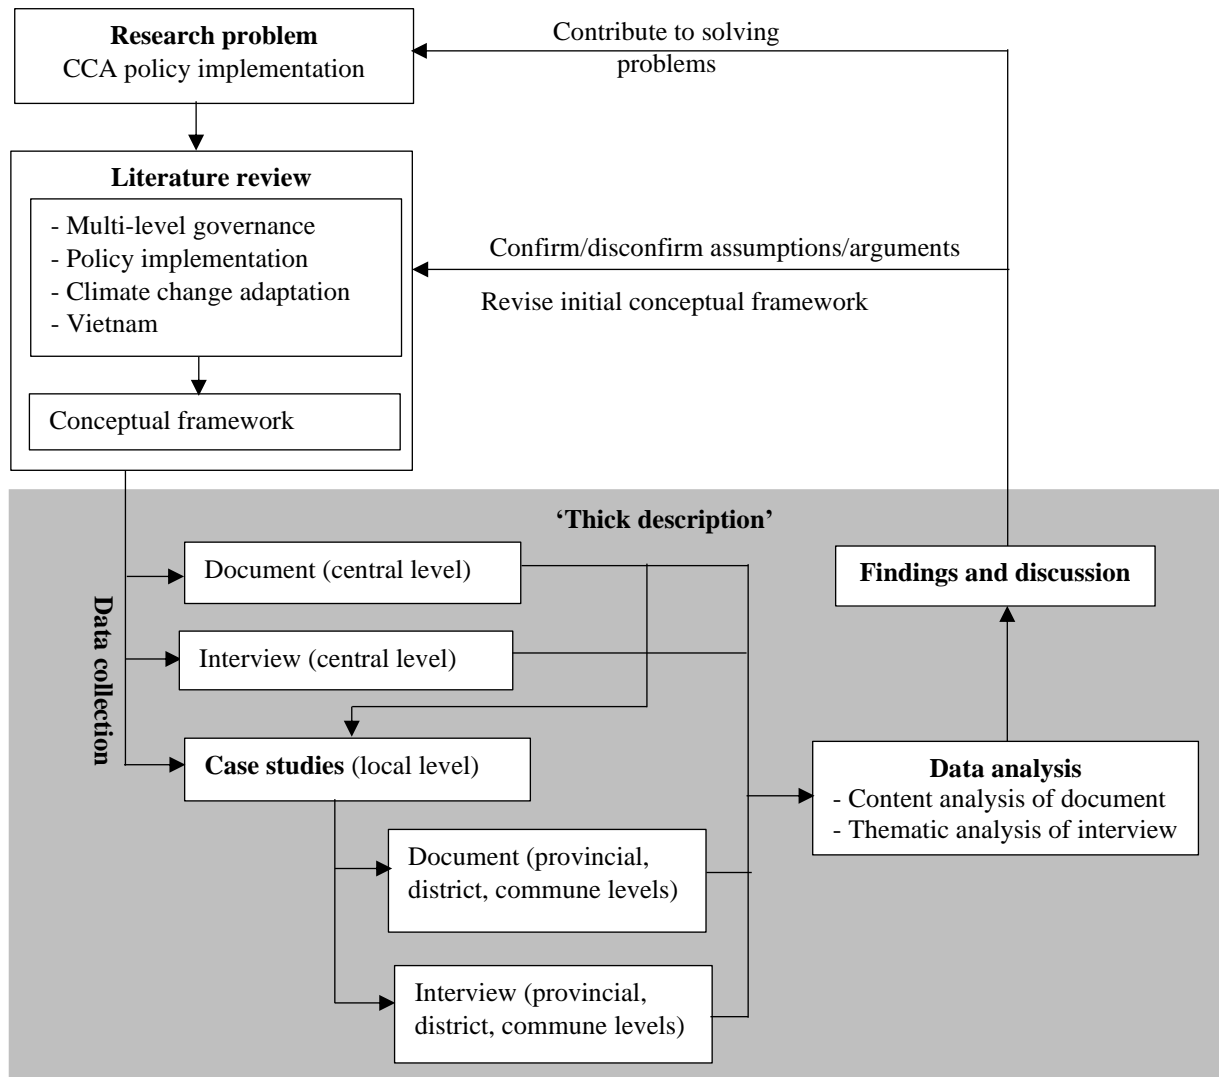 Research problem
CCA policy implementation
Contribute to solving
problems
Literature review
- Multi-level governance
- Policy implementation
- Climate change adaptation
- Vietnam
Conceptual framework
Confirm/disconfirm assumptions/arguments
Revise initial conceptual framework
‘Thick description’
Data collection
Document (central level)
Interview (central level)
Case studies (local level)
Document (provincial,
district, commune levels)
Interview (provincial,
district, commune levels)
Findings and discussion
Data analysis
- Content analysis of document
- Thematic analysis of interview